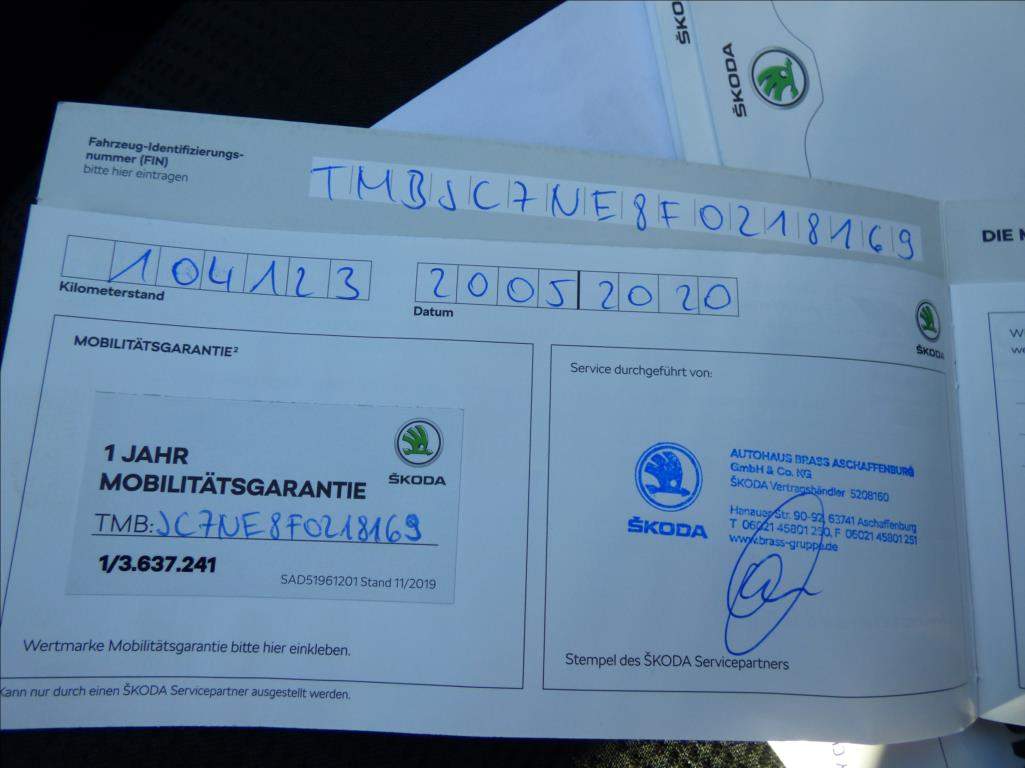 ŠKODA
ŠKODA
Fahrzeug-Identifizierungs-
nummer (FIN)
bitte hier eintragen
TMBJC7NE8F0218169
DIE
104123
Kilometerstand
20052020
Datum
ŠKODA
MOBILITÄTSGARANTIE²
1 JAHR
MOBILITÄTSGARANTIE
ŠKODA
TMB:JC7NE8F0218169
1/3.637.241
SAD51961201 Stand 11/2019
Wertmarke Mobilitätsgarantie bitte hier einkleben.
Kann nur durch einen ŠKODA Servicepartner ausgestellt werden.
Service durchgeführt von:
ŠKODA
AUTOHAUS BRASS ASCHAFFENBURG
GmbH & Co. KG
ŠKODA Vertragshändler 5208160
Hanauer Str. 90-92, 63741 Aschaffenburg
T 06021 45801 250, F 06021 45801 251
www.brass-gruppe.de
Stempel des ŠKODA Servicepartners